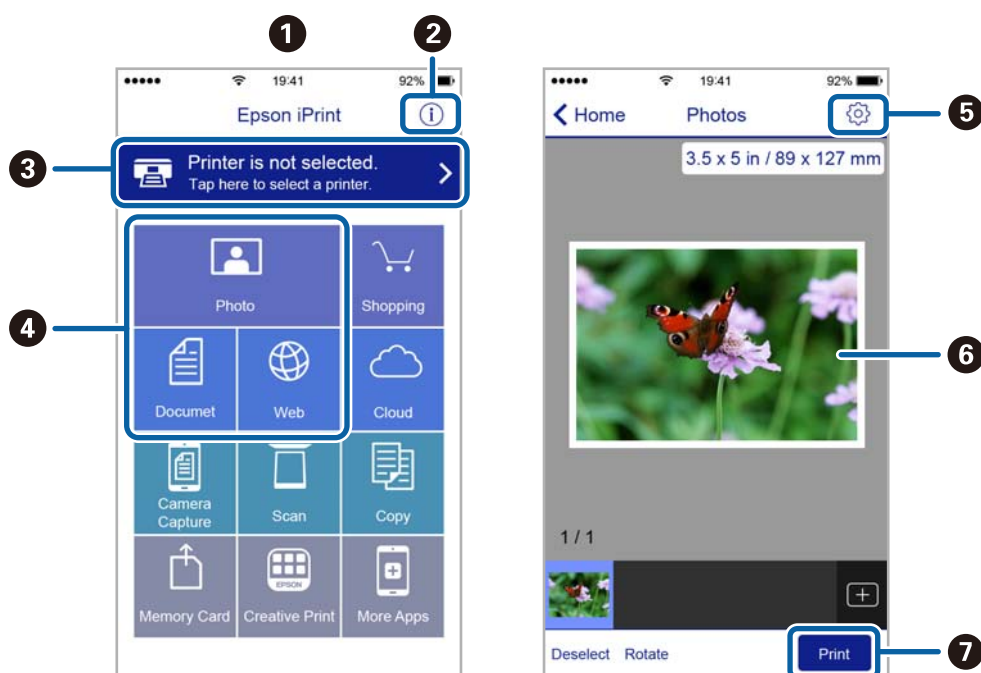 1
2
19:41
92%
Epson iPrint
3
Printer is not selected.
Tap here to select a printer.
4
Photo
Shopping
Documet
Web
Cloud
Camera
Capture
Scan
Copy
EPSON
Memory Card
Creative Print
More Apps
19:41
92%
Home
Photos
5
3.5 x 5 in / 89 x 127 mm
6
1 / 1
Deselect
Rotate
Print
7